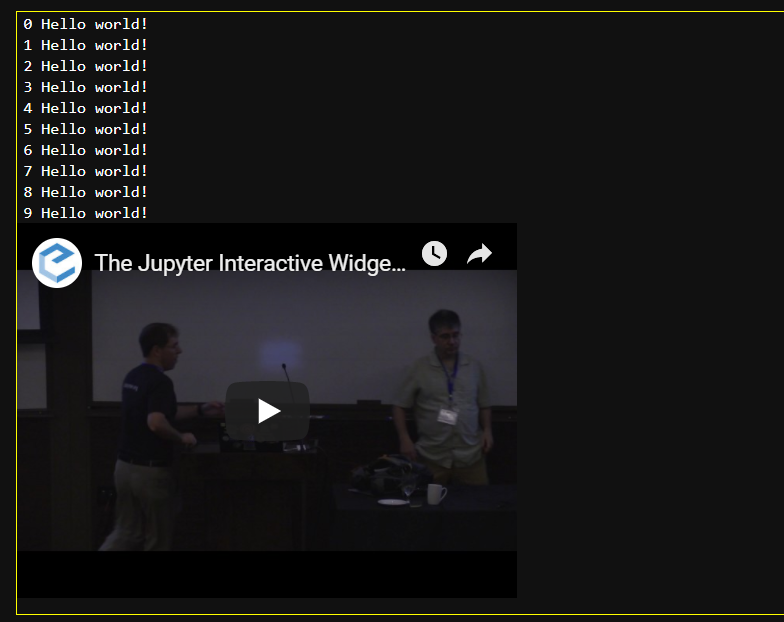 0 Hello world!
1 Hello world!
2 Hello world!
3 Hello world!
4 Hello world!
5 Hello world!
6 Hello world!
7 Hello world!
8 Hello world!
9 Hello world!
The Jupyter Interactive Widge...